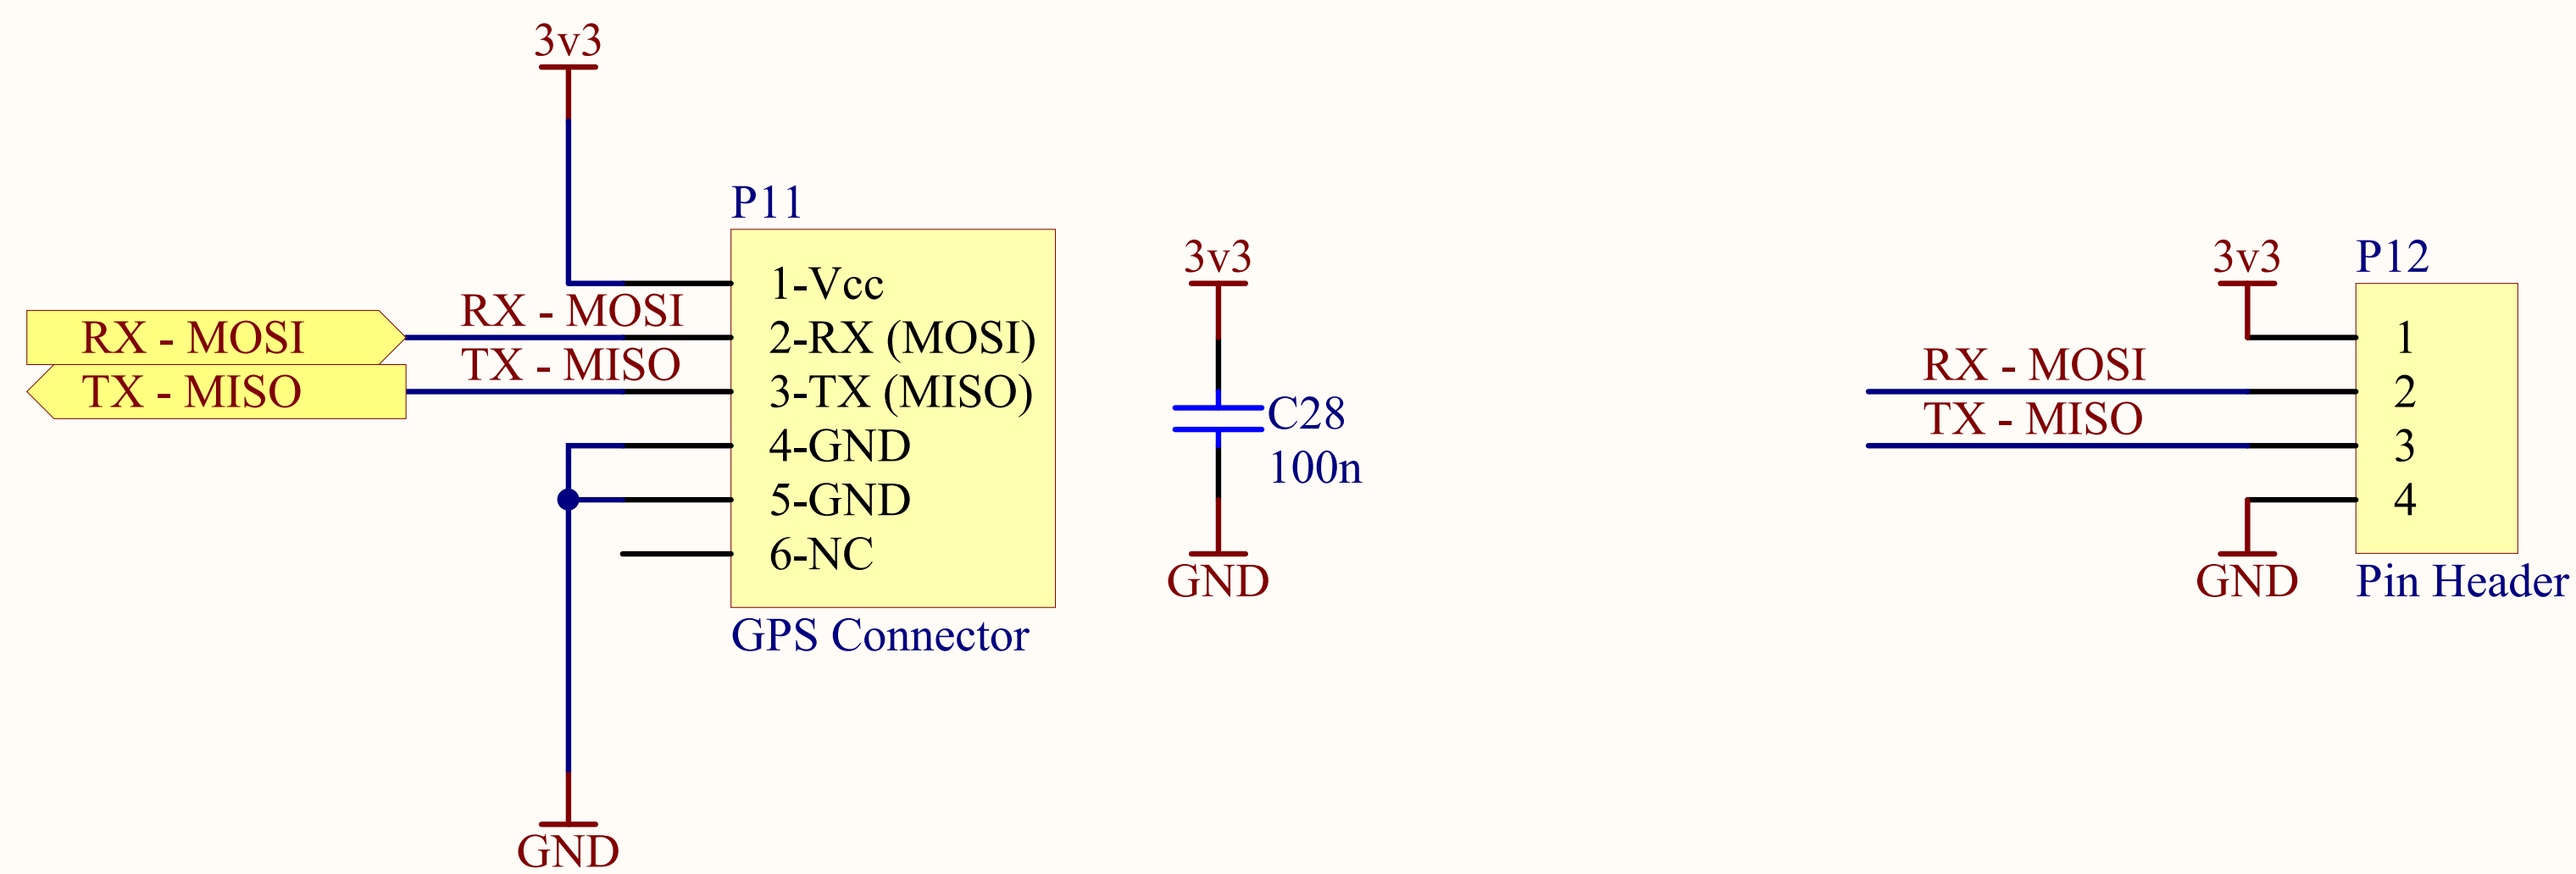 3v3
P11
1-Vcc
RX - MOSI
RX - MOSI
2-RX (MOSI)
TX - MISO
TX - MISO
3-TX (MISO)
4-GND
5-GND
6-NC
GPS Connector
GND
3v3
C28
100n
GND
3v3
P12
1
RX - MOSI
2
TX - MISO
3
4
GND
Pin Header